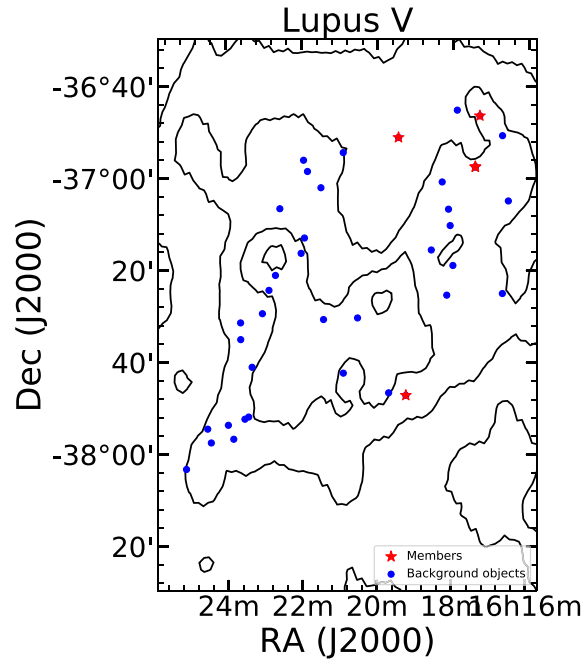 Lupus V
Dec (J2000)
-36°40'
-37°00'
20'
40'
-38°00'
20'
Members
Background objects
24m 22m 20m 18m 16h16m
RA (J2000)